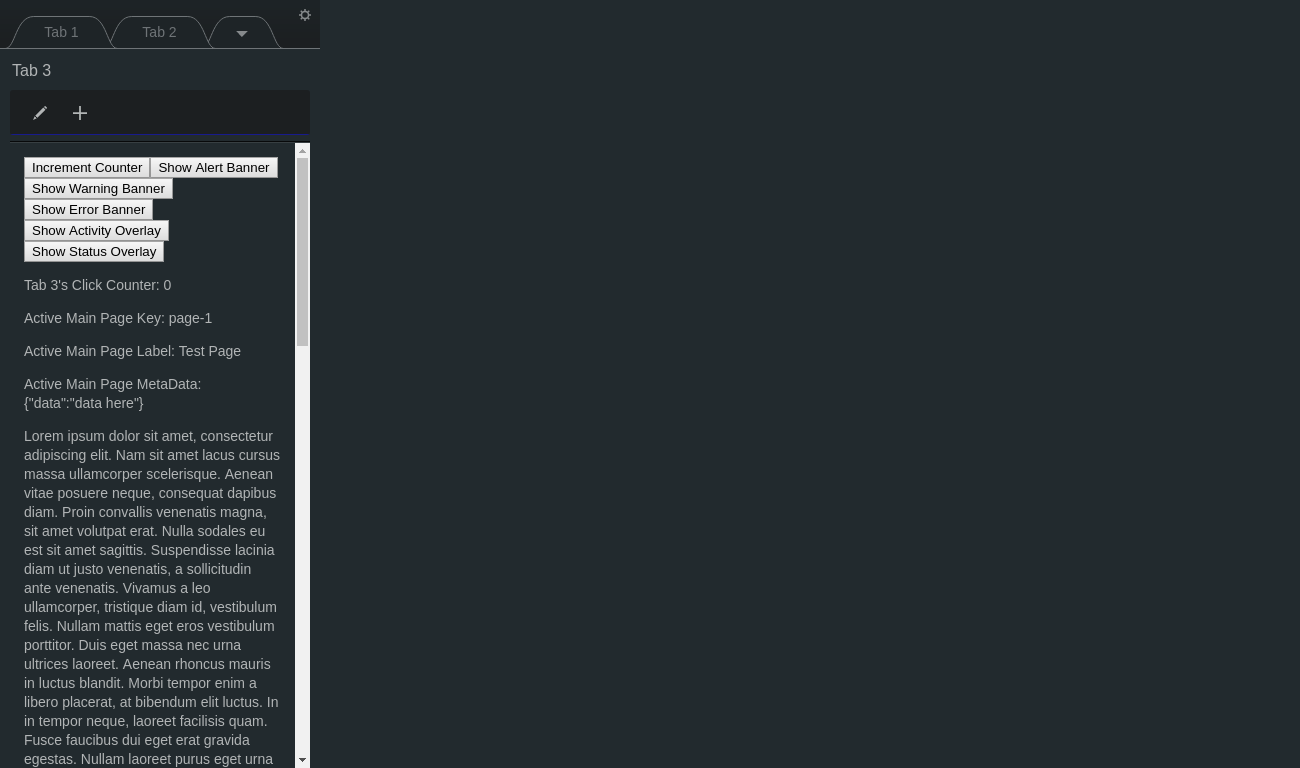 Tab 1
Tab 2
Tab 3
Increment Counter
Show Alert Banner
Show Warning Banner
Show Error Banner
Show Activity Overlay
Show Status Overlay
Tab 3's Click Counter: 0
Active Main Page Key: page-1
Active Main Page Label: Test Page
Active Main Page MetaData:
{"data":"data here"}
Lorem ipsum dolor sit amet, consectetur
adipiscing elit. Nam sit amet lacus cursus
massa ullamcorper scelerisque. Aenean
vitae posuere neque, consequat dapibus
diam. Proin convallis venenatis magna,
sit amet volutpat erat. Nulla sodales eu
est sit amet sagittis. Suspendisse lacinia
diam ut justo venenatis, a sollicitudin
ante venenatis. Vivamus a leo
ullamcorper, tristique diam id, vestibulum
felis. Nullam mattis eget eros vestibulum
porttitor. Duis eget massa nec urna
ultrices laoreet. Aenean rhoncus mauris
in luctus blandit. Morbi tempor enim a
libero placerat, at bibendum elit luctus. In
in tempor neque, laoreet facilisis quam.
Fusce faucibus dui eget erat gravida
egestas. Nullam laoreet purus eget urna